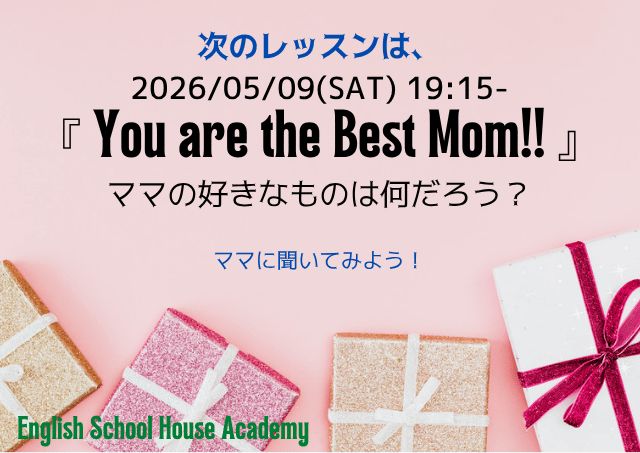 次のレッスンは、
2026/05/09(SAT) 19:15-
『 You are the Best Mom!! 』
ママの好きなものは何だろう？
ママに聞いてみよう！
English School House Academy